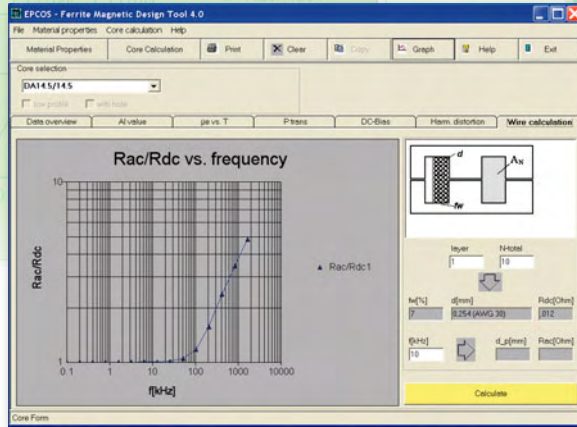 EPCOS - Ferrite Magnetic Design Tool 4.0
File Material properties Core calculation Help
Material Properties Core Calculation Print Clear Copy Graph Help Exit
Core selection
DA14.5/14.5
low profile with hole
Data overview Al value µe vs. T P trans DC-Bias Harm. distortion Wire calculation
Rac/Rdc vs. frequency
10
Rac/Rdc
1
0.1 1 10 100 1000 10000
f[kHz]
Rac/Rdc1
d
AN
fw
layer N-total
1 10
fw[%] d[mm] Rdc[Ohm]
7 0,254 (AWG 30) .012
f[kHz] d_p[mm] Rac[Ohm]
10
Calculate
Core Form